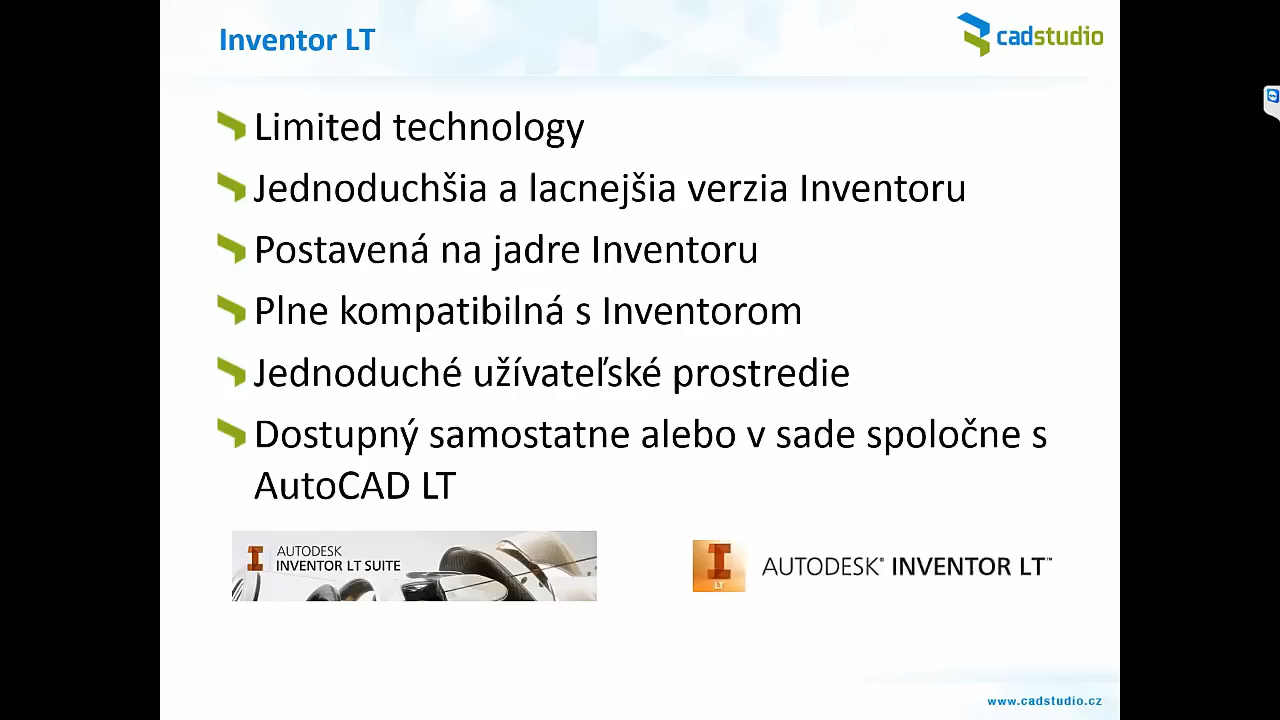 Inventor LT
cadstudio
Limited technology
Jednoduchšia a lacnejšia verzia Inventoru
Postavená na jadre Inventoru
Plne kompatibilná s Inventorom
Jednoduché užívateľské prostredie
Dostupný samostatne alebo v sade spoločne s
AutoCAD LT
AUTODESK
INVENTOR LT SUITE
LT
AUTODESK® INVENTOR LT™
www.cadstudio.cz